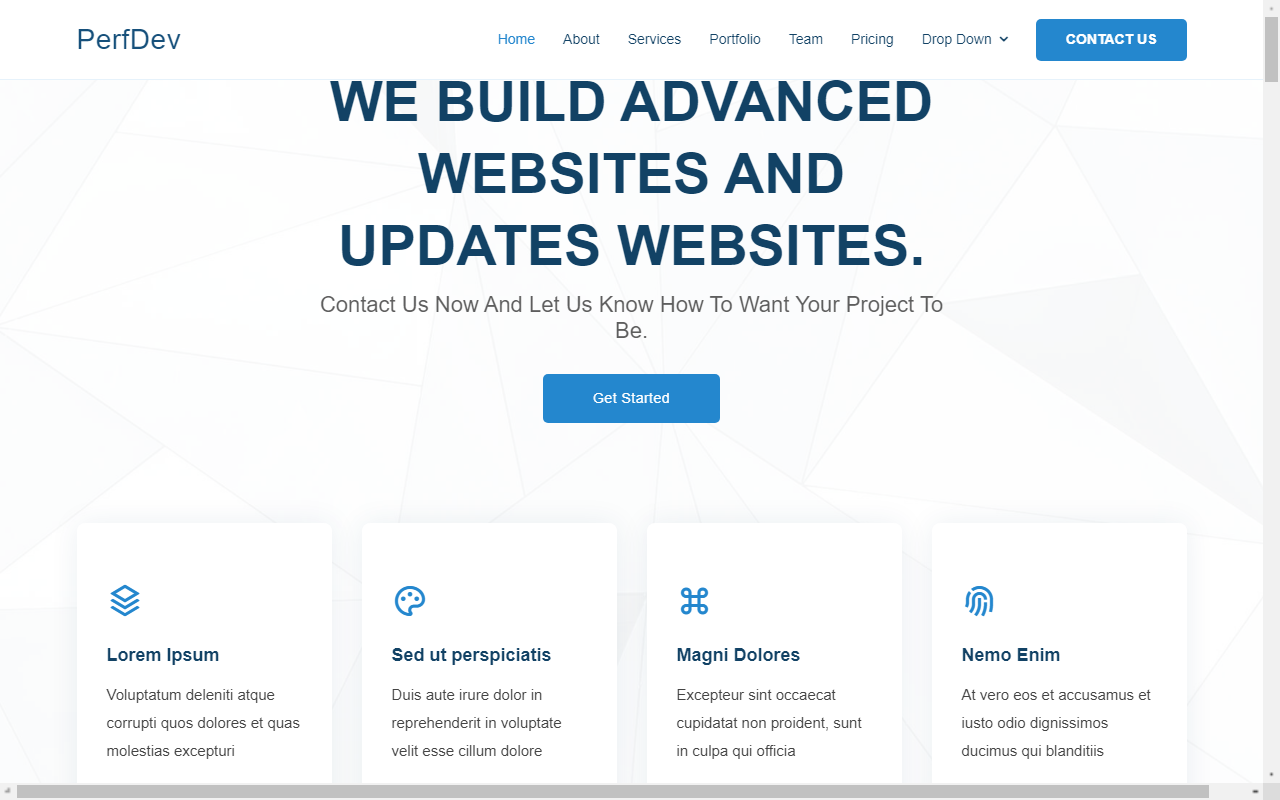 PerfDev
Home About Services Portfolio Team Pricing Drop Down CONTACT US
WE BUILD ADVANCED
WEBSITES AND
UPDATES WEBSITES.
Contact Us Now And Let Us Know How To Want Your Project To
Be.
Get Started
Lorem Ipsum
Voluptatum deleniti atque
corrupti quos dolores et quas
molestias excepturi
Sed ut perspiciatis
Duis aute irure dolor in
reprehenderit in voluptate
velit esse cillum dolore
Magni Dolores
Excepteur sint occaecat
cupidatat non proident, sunt
in culpa qui officia
Nemo Enim
At vero eos et accusamus et
iusto odio dignissimos
ducimus qui blanditiis